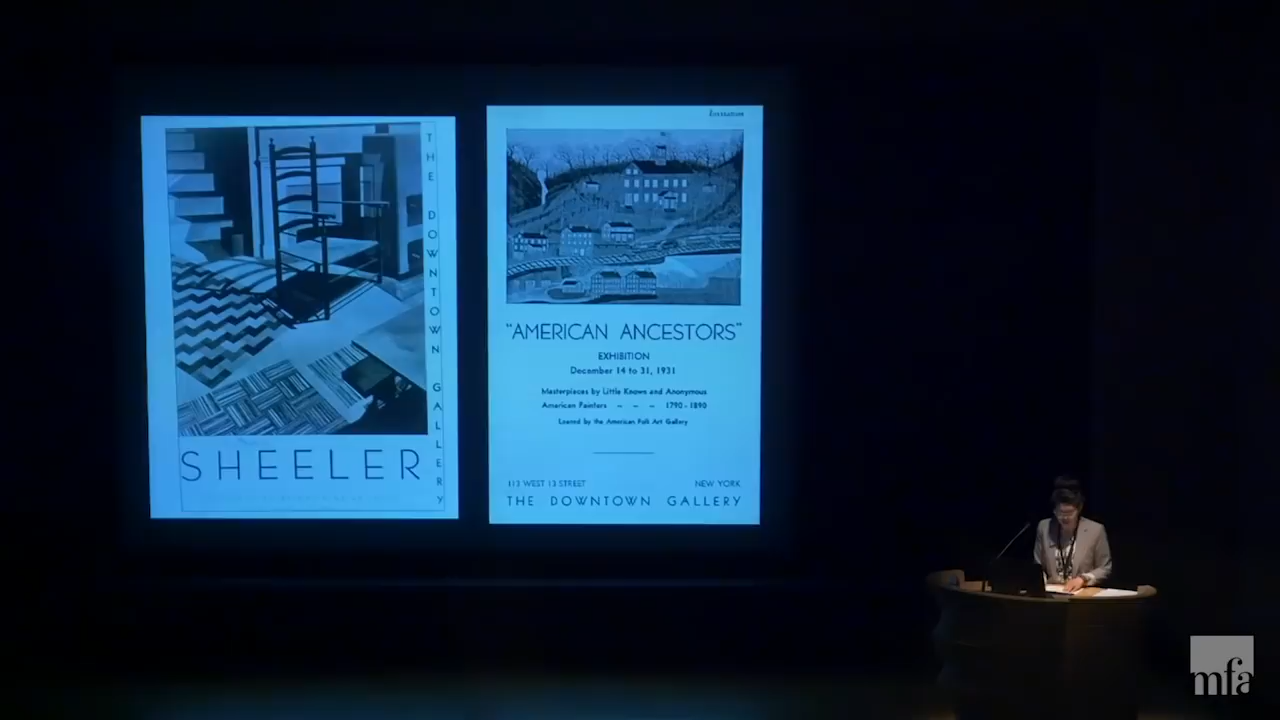 THE DOWNTOWN GALLERY
SHEELER
"AMERICAN ANCESTORS"
EXHIBITION
December 14 to 31, 1931
Masterpieces by Little Known and Anonymous
American Painters – – – 1790-1890
Loaned by the American Folk Art Gallery
113 WEST 13 STREET NEW YORK
THE DOWNTOWN GALLERY
mfa